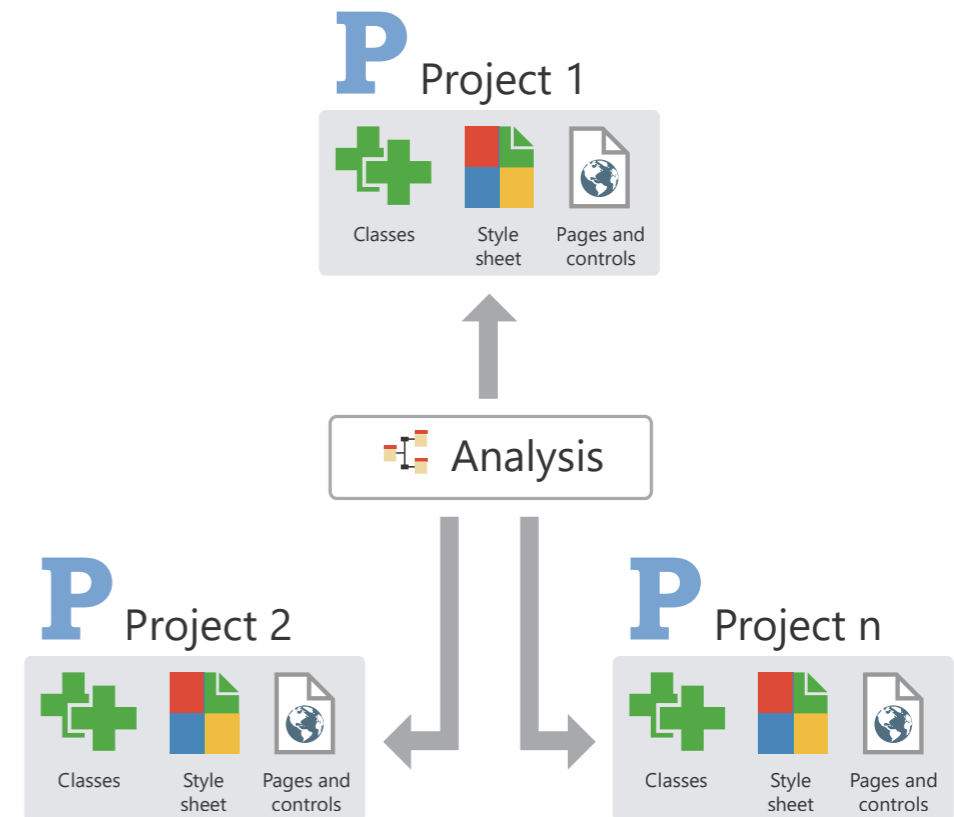 P Project 1
Classes Style Pages and
sheet controls
Analysis
P Project 2
Classes Style Pages and
sheet controls
P Project n
Classes Style Pages and
sheet controls